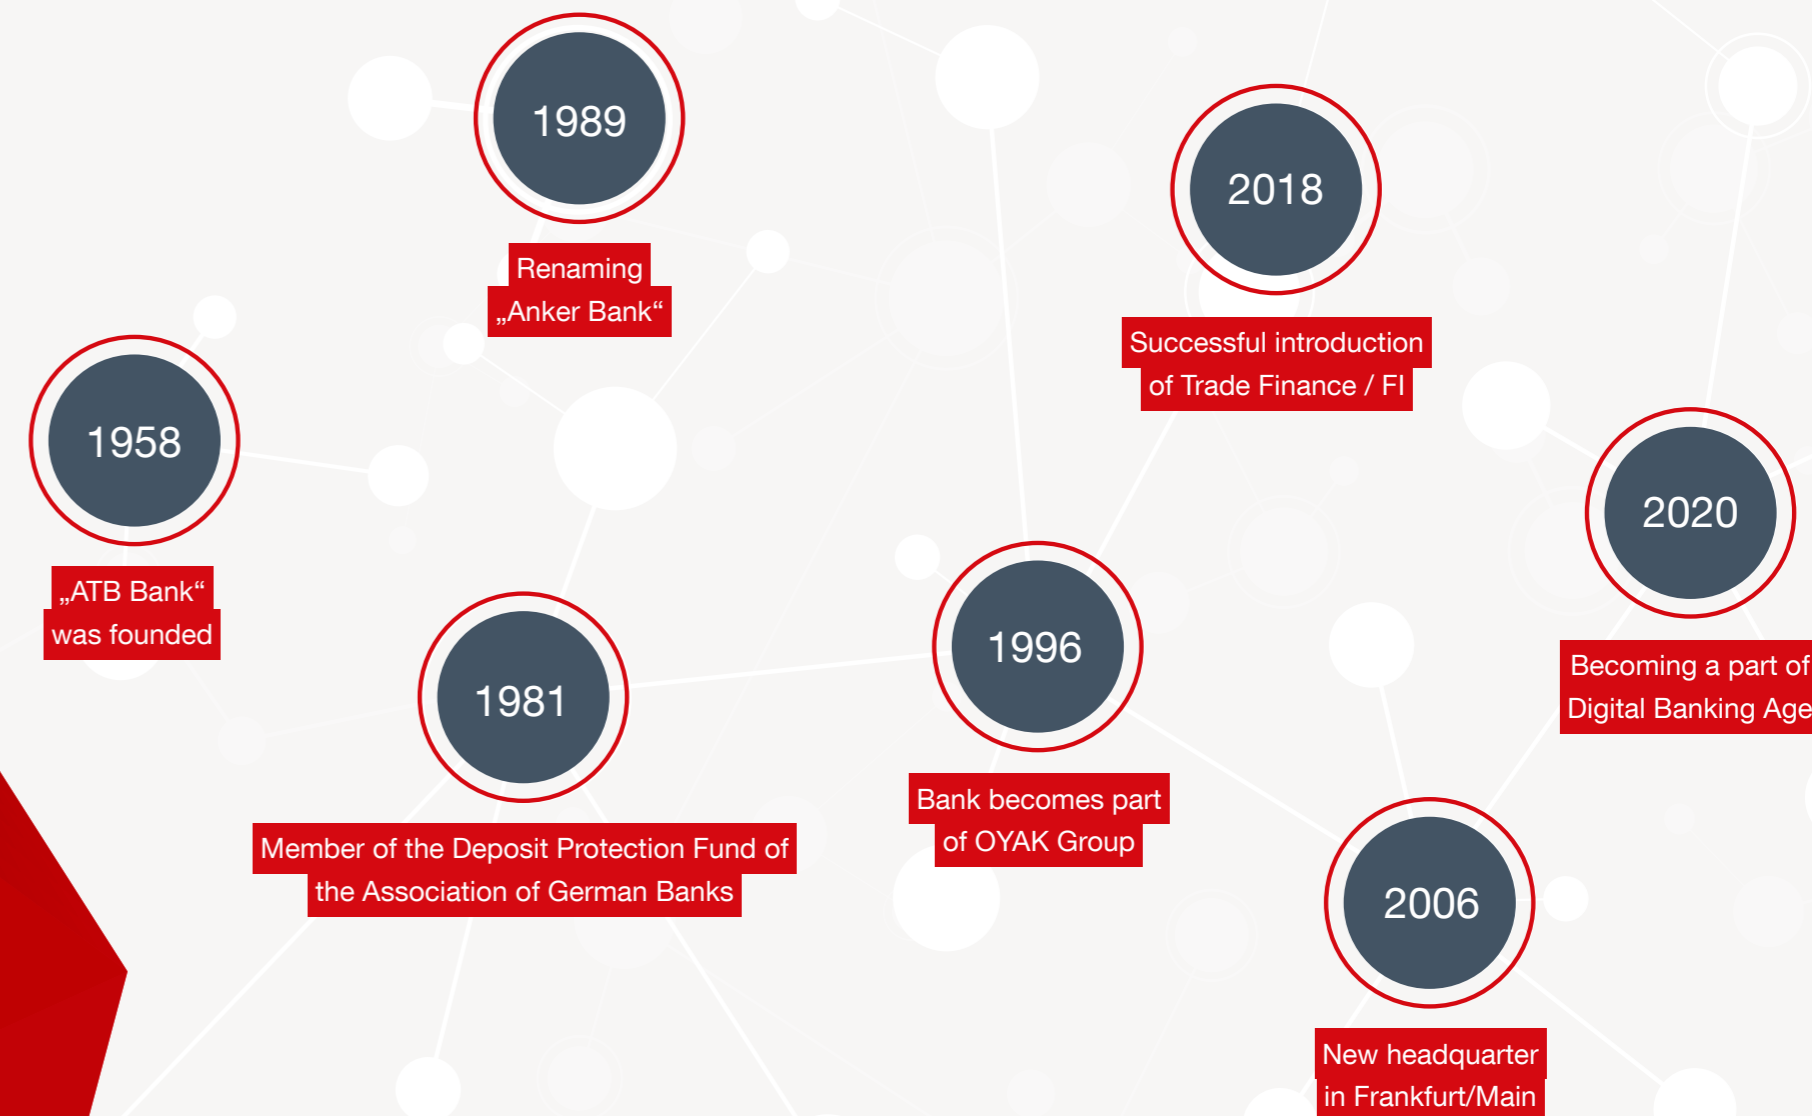 1958
„ATB Bank“
was founded
1981
Member of the Deposit Protection Fund of
the Association of German Banks
1989
Renaming
„Anker Bank“
1996
Bank becomes part
of OYAK Group
2006
New headquarter
in Frankfurt/Main
2018
Successful introduction
of Trade Finance / FI
2020
Becoming a part of
Digital Banking Age